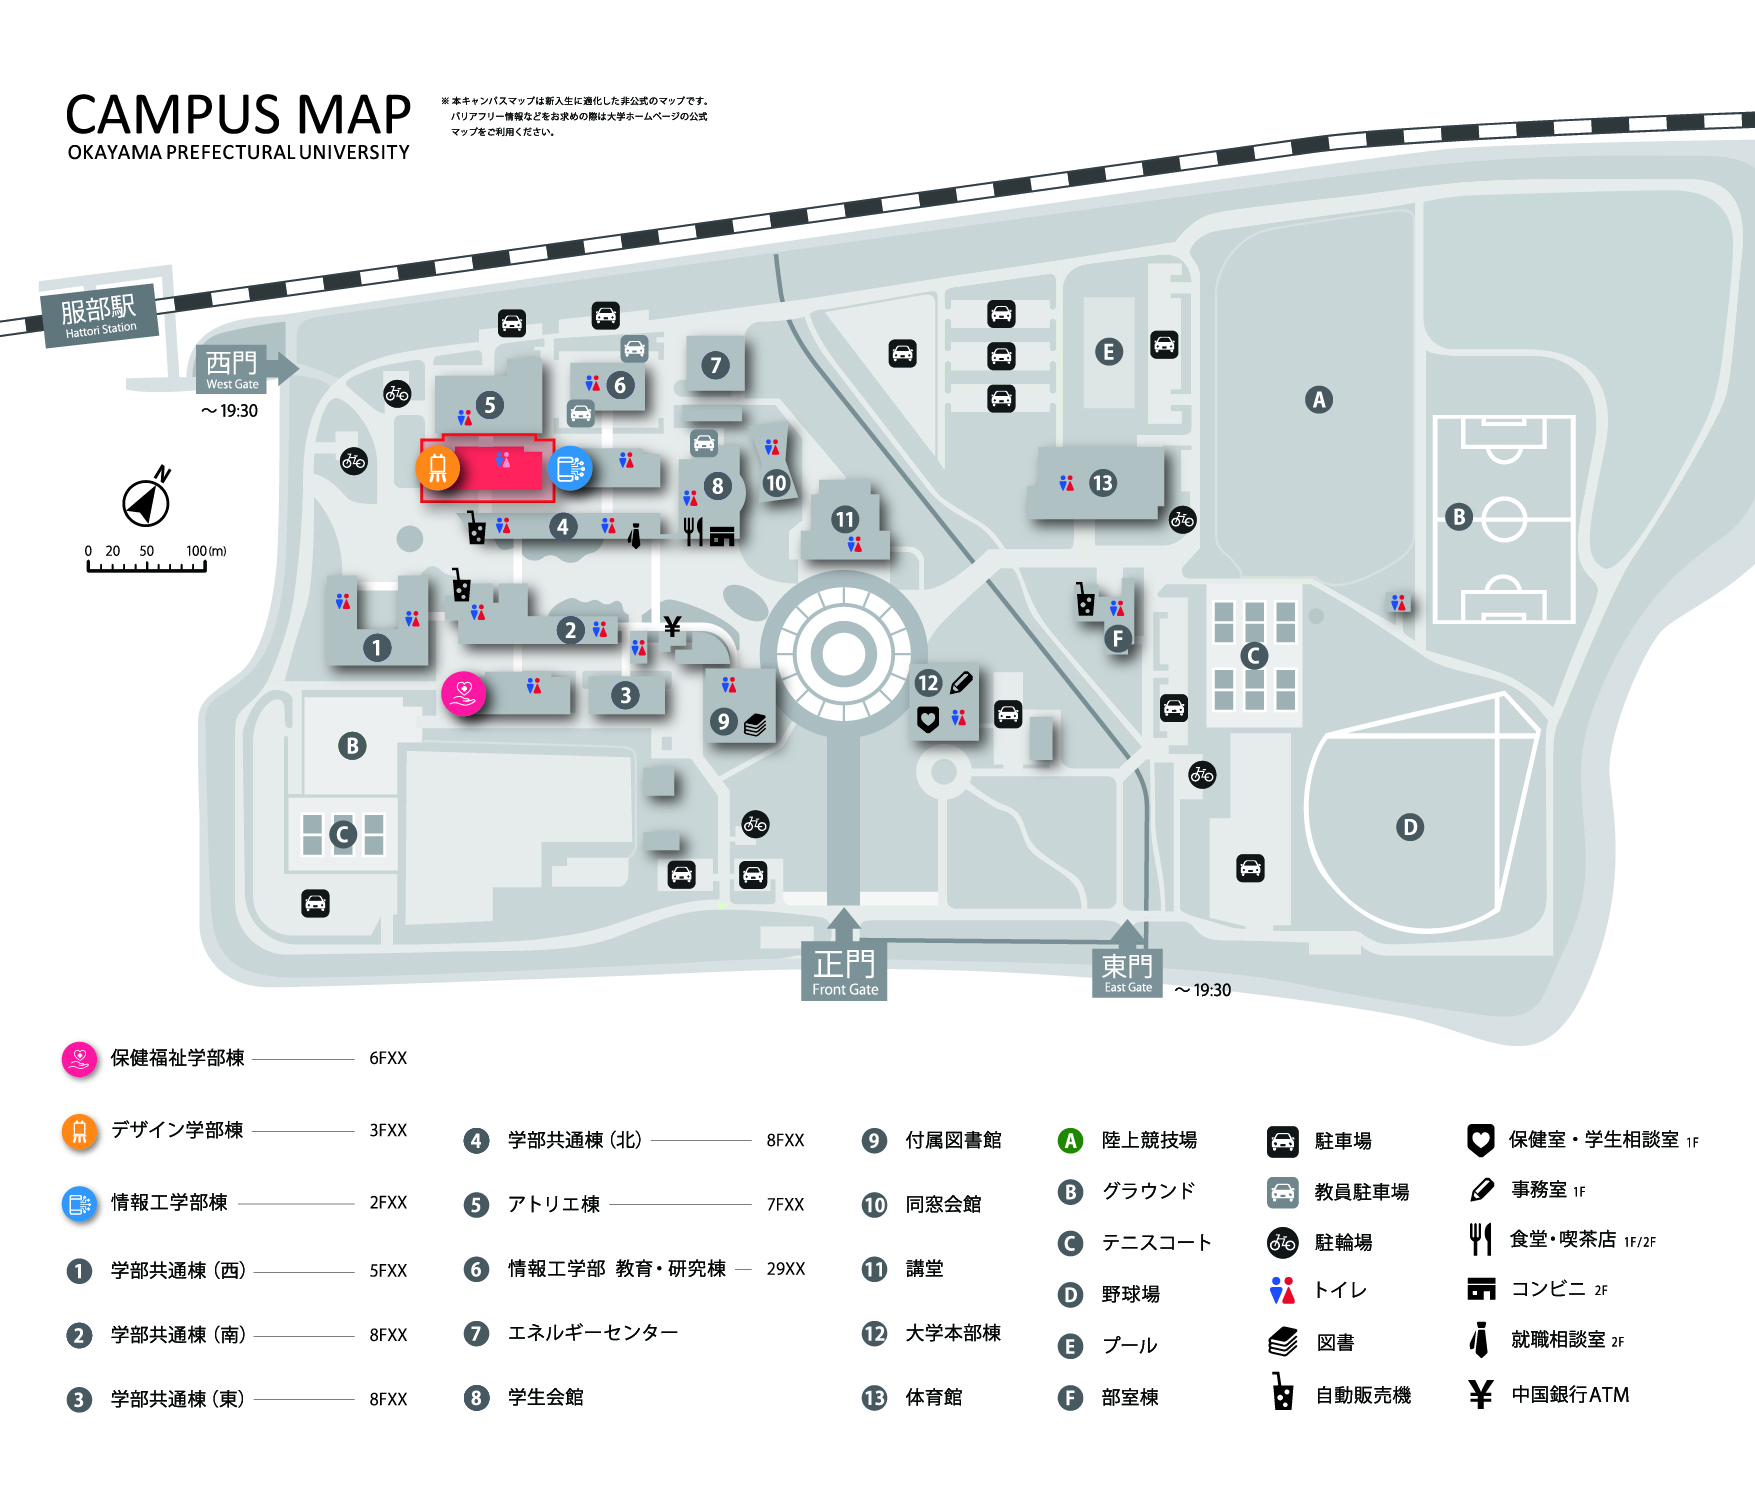 CAMPUS MAP
OKAYAMA PREFECTURAL UNIVERSITY
※ 本キャンパスマップは新入生に適化した非公式のマップです。
バリアフリー情報などをお求めの際は大学ホームページの公式
マップをご利用ください。
服部駅
Hattori Station
西門
West Gate
～19:30
N
0 20 50 100(m)
7
6
5
E
A
8
10
13
B
4
11
1
2
¥
F
C
3
12
9
B
C
D
正門
Front Gate
東門
East Gate
～19:30
保健福祉学部棟 6FXX
デザイン学部棟 3FXX
情報工学部棟 2FXX
1 学部共通棟（西） 5FXX
2 学部共通棟（南） 8FXX
3 学部共通棟（東） 8FXX
4 学部共通棟（北） 8FXX
5 アトリエ棟 7FXX
6 情報工学部 教育・研究棟 29XX
7 エネルギーセンター
8 学生会館
9 付属図書館
10 同窓会館
11 講堂
12 大学本部棟
13 体育館
A 陸上競技場
B グラウンド
C テニスコート
D 野球場
E プール
F 部室棟
駐車場
教員駐車場
駐輪場
トイレ
図書
自動販売機
保健室・学生相談室 1F
事務室 1F
食堂・喫茶店 1F/2F
コンビニ 2F
就職相談室 2F
¥ 中国銀行ATM